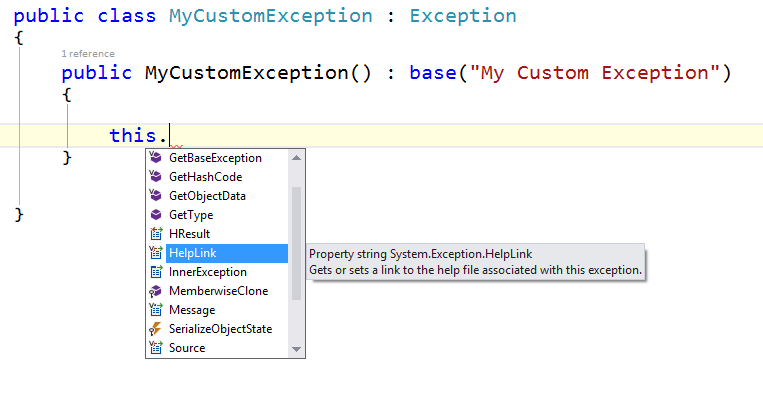 public class MyCustomException : Exception
{
1 reference
public MyCustomException() : base("My Custom Exception")
{
this.
}
GetBaseException
GetHashCode
GetObjectData
GetType
HResult
HelpLink
Property string System.Exception.HelpLink
Gets or sets a link to the help file associated with this exception.
InnerException
MemberwiseClone
Message
SerializeObjectState
Source
}